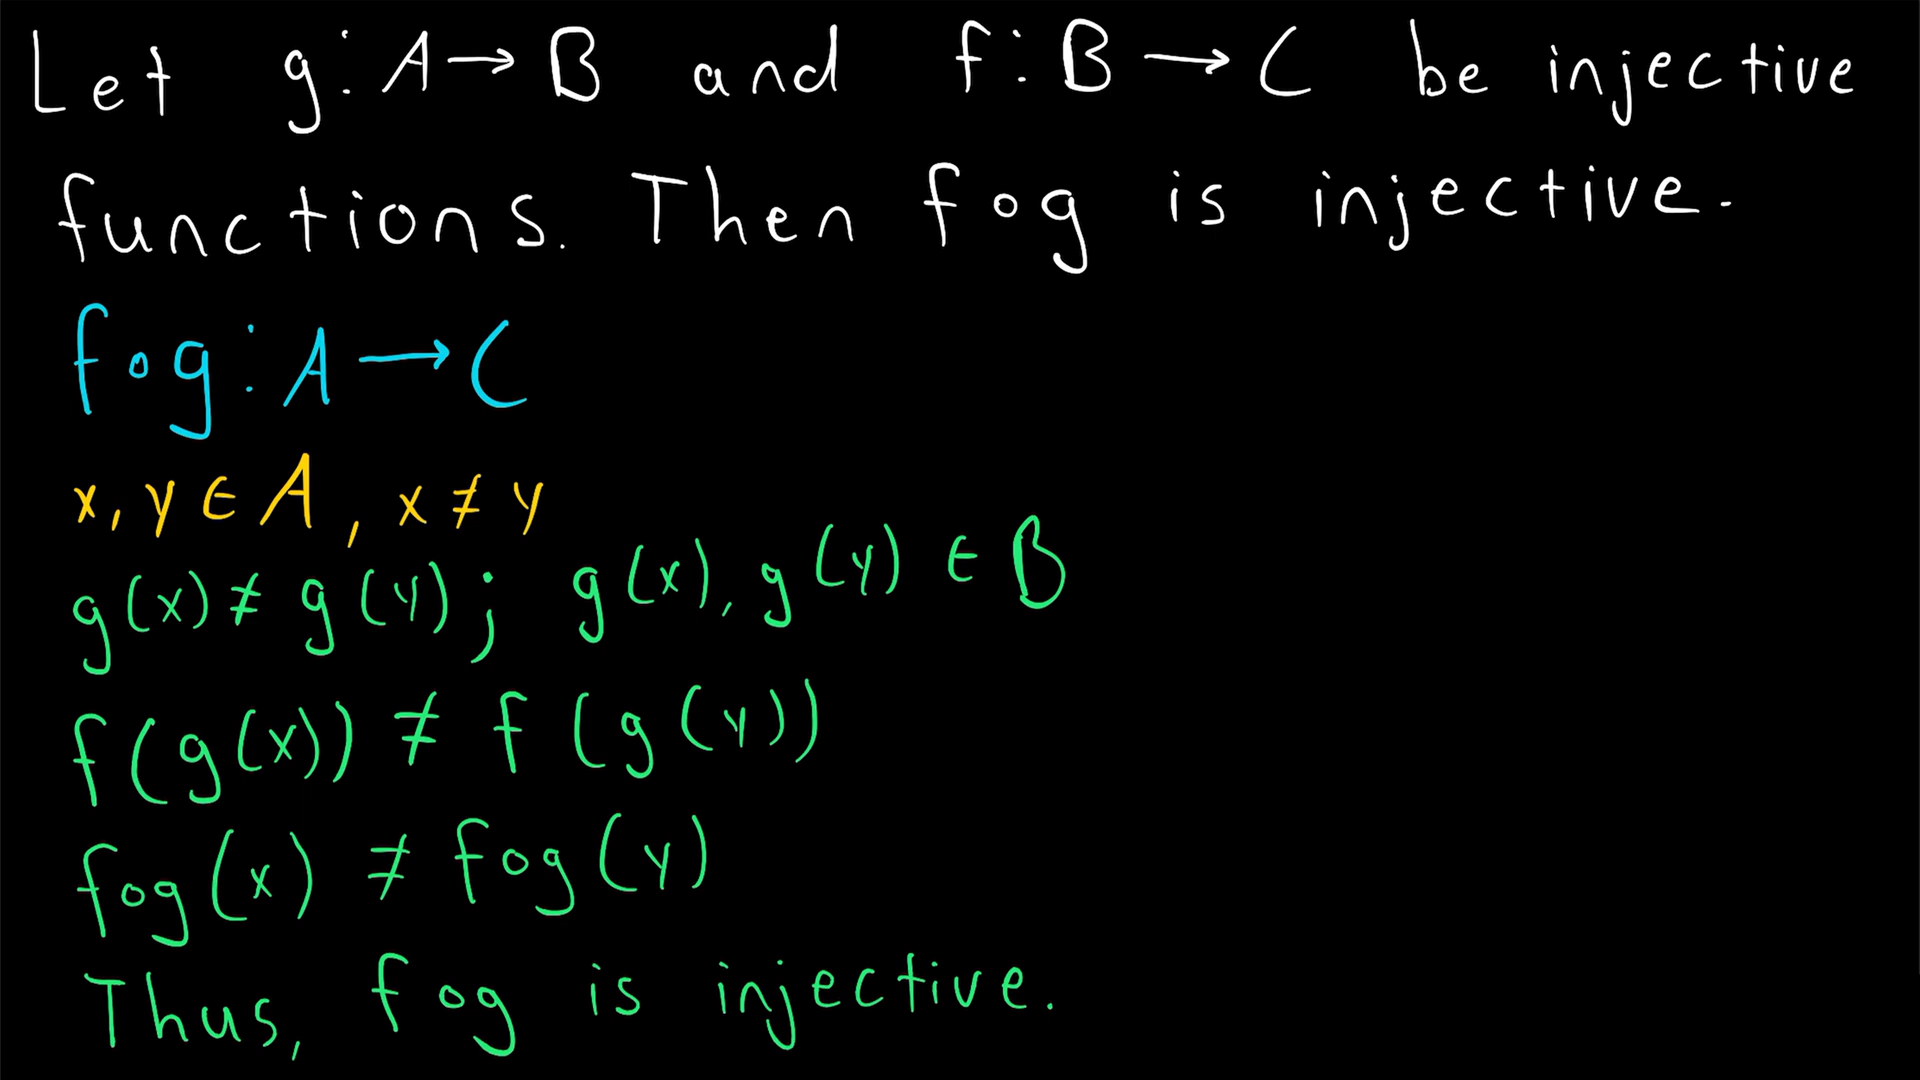 Let g: A → B and f: B → C be injective
functions. Then f∘g is injective.
f∘g: A → C
x, y ∈ A, x ≠ y
g(x) ≠ g(y); g(x), g(y) ∈ B
f(g(x)) ≠ f(g(y))
f∘g(x) ≠ f∘g(y)
Thus, f∘g is injective.